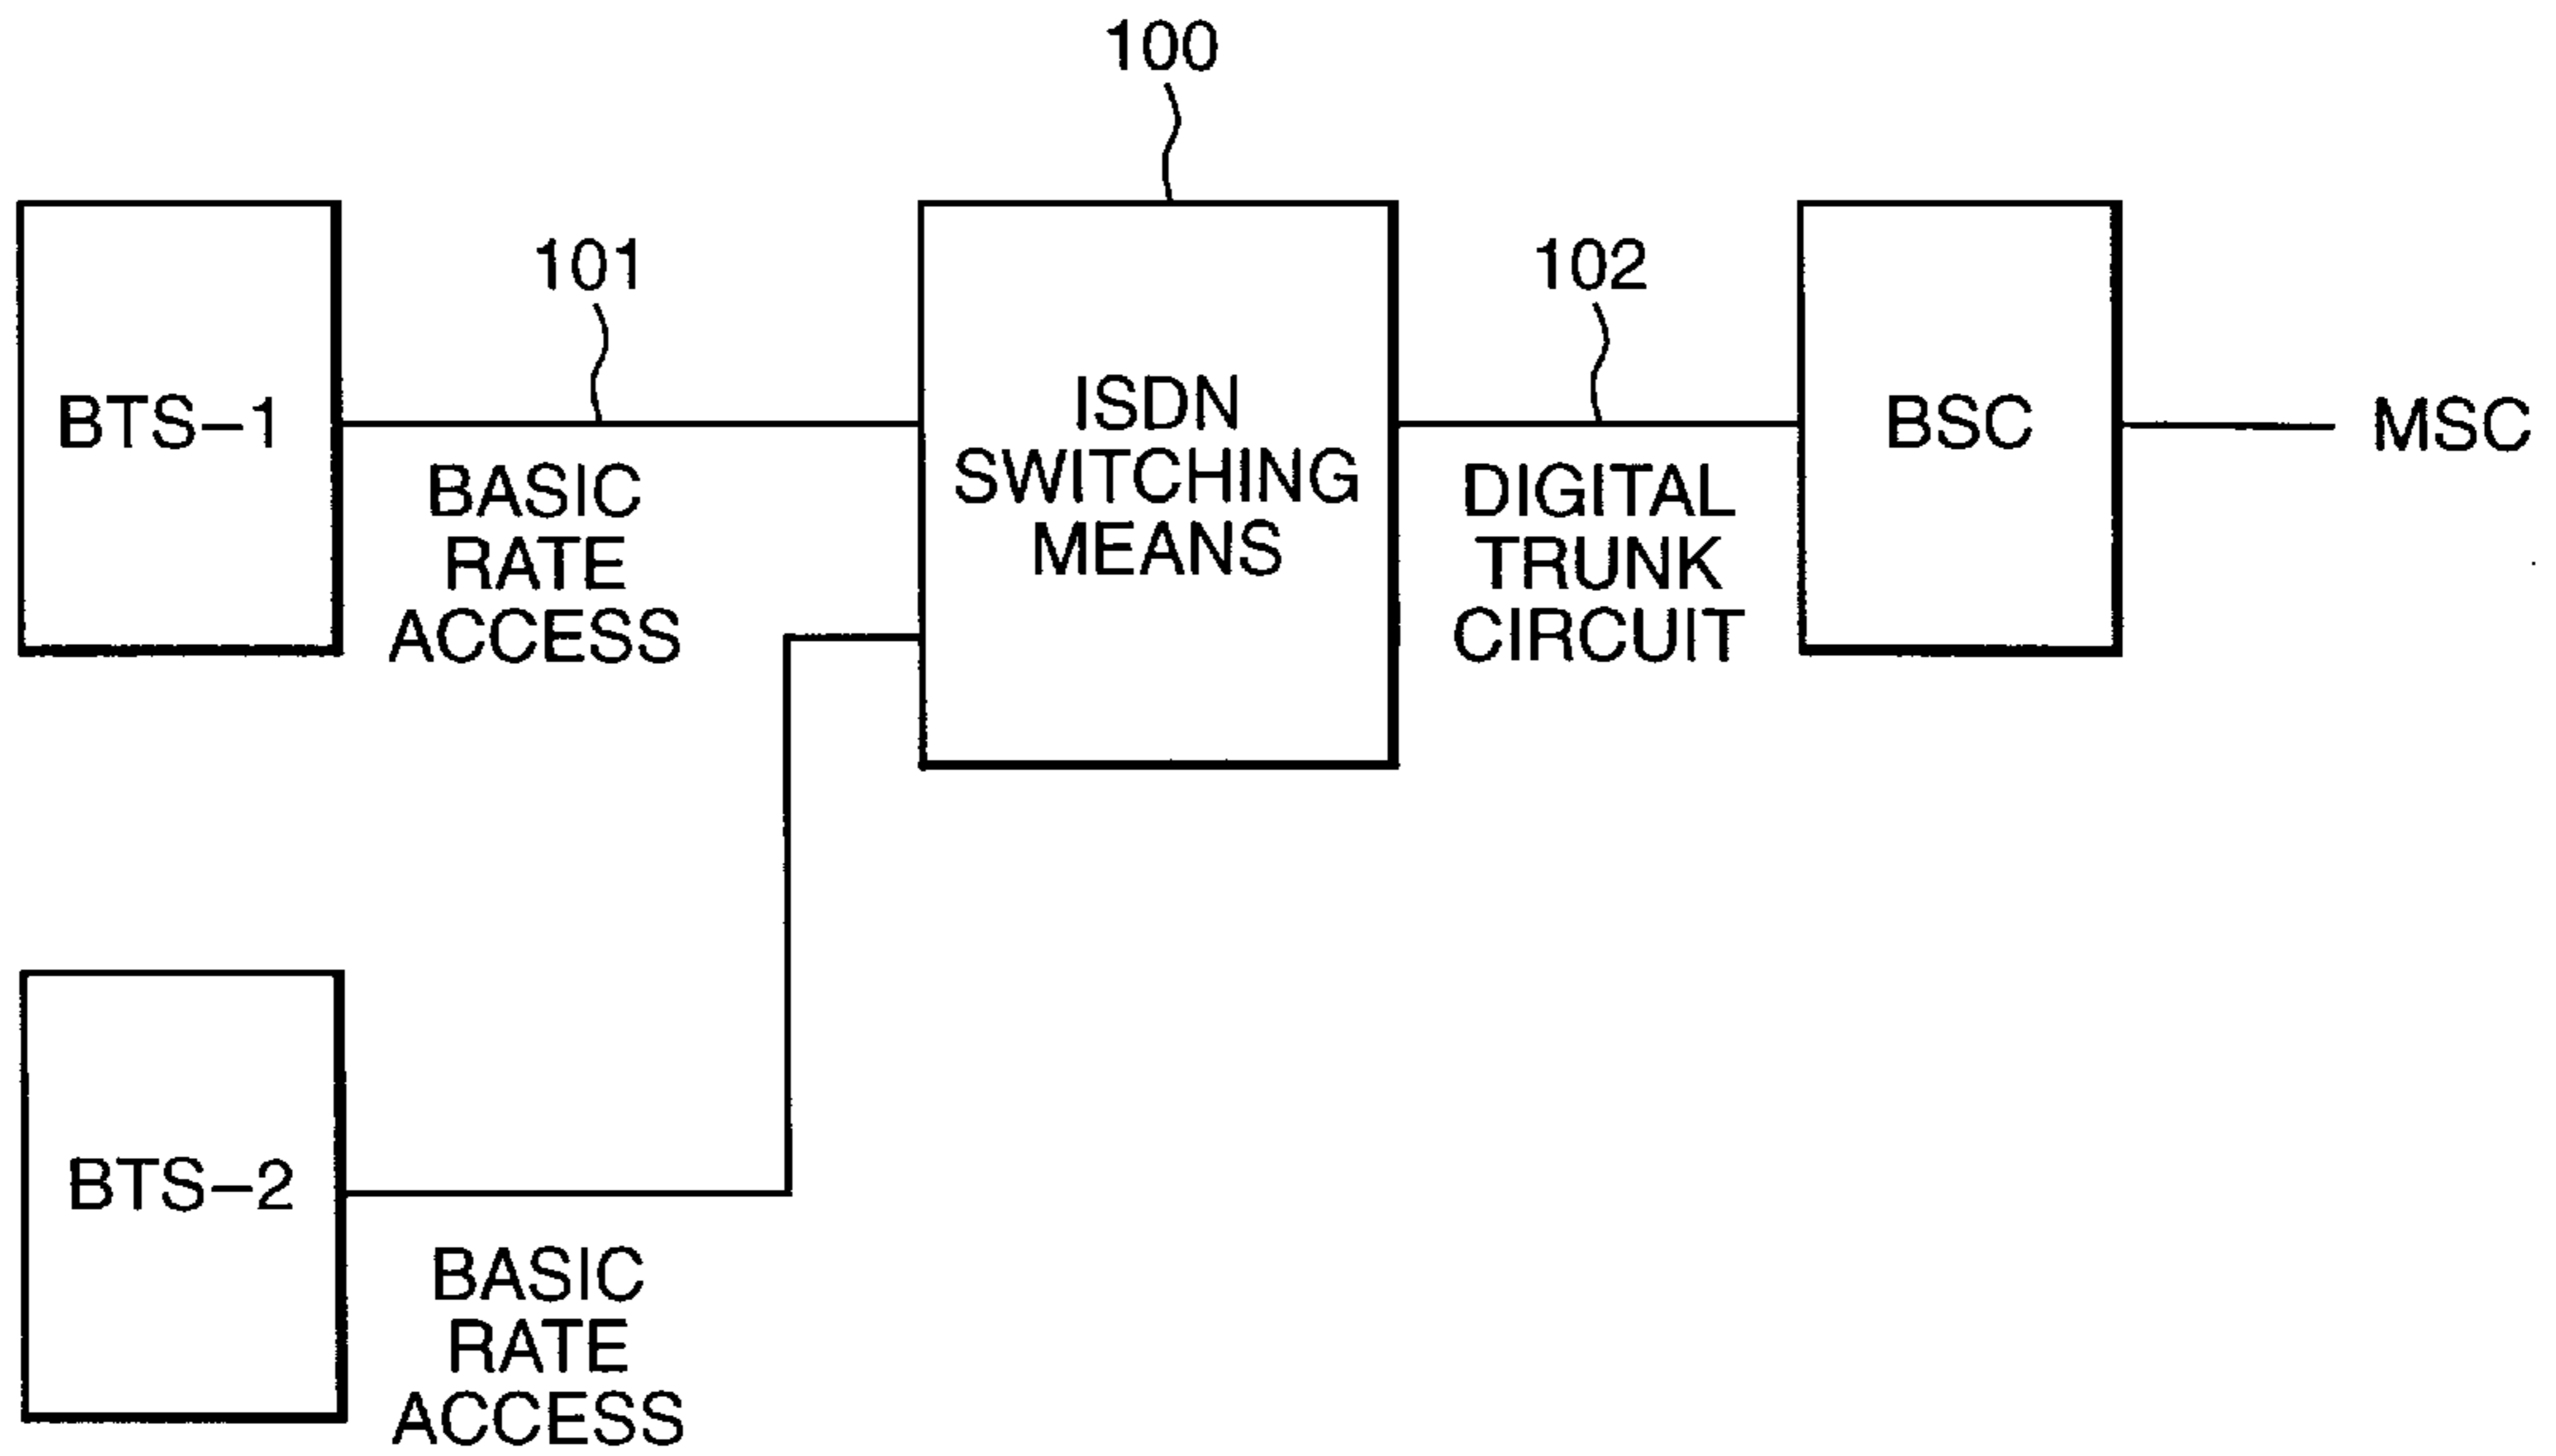 100
101
102
BTS-1
BASIC
RATE
ACCESS
ISDN
SWITCHING
MEANS
DIGITAL
TRUNK
CIRCUIT
BSC
MSC
BTS-2
BASIC
RATE
ACCESS